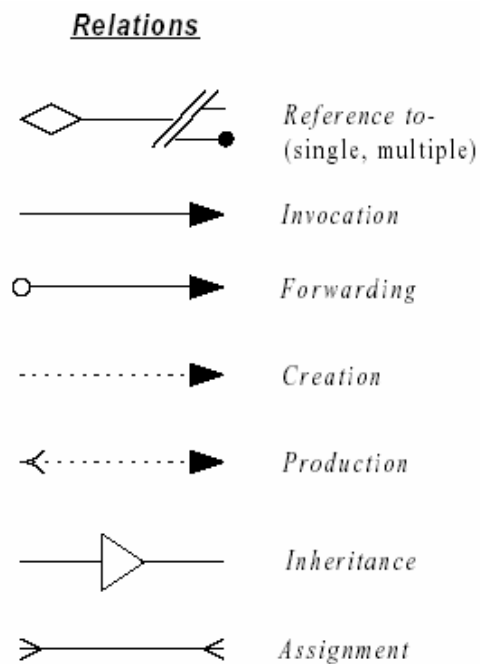 Relations
Reference to-
(single, multiple)
Invocation
Forwarding
Creation
Production
Inheritance
Assignment